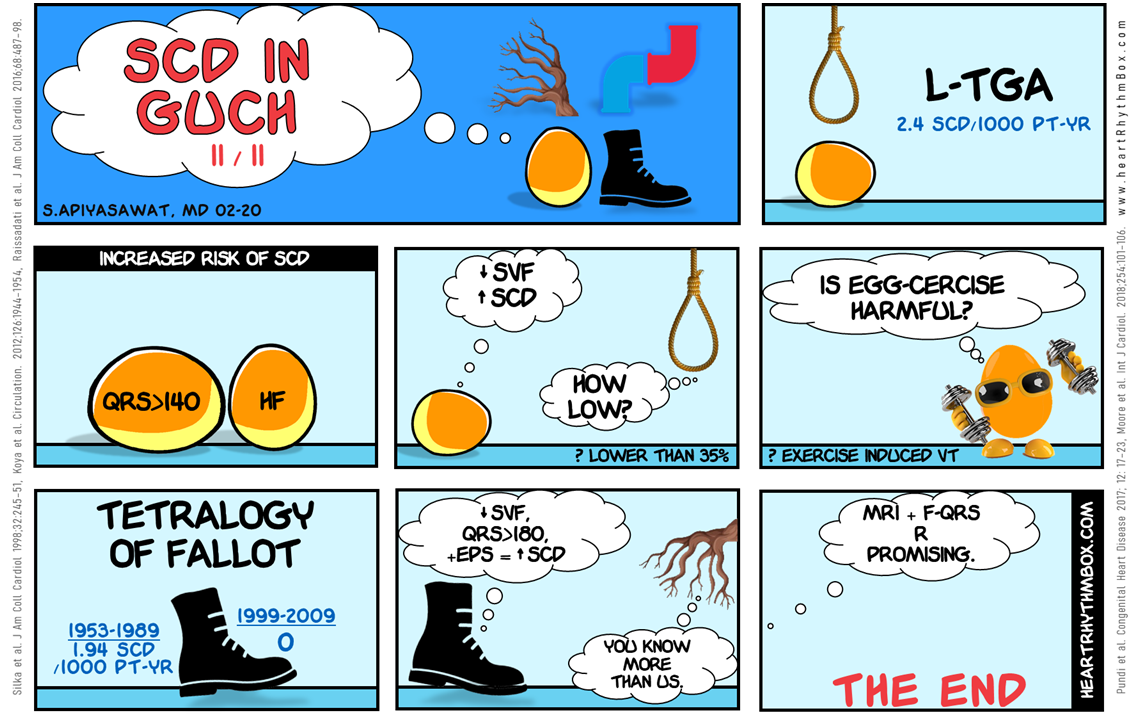 SCD IN
GUCH
II / II
S.APIYASAWAT, MD 02-20
L-TGA
2.4 SCD/1000 PT-YR
INCREASED RISK OF SCD
QRS>140
HF
↓ SVF
↑ SCD
HOW
LOW?
? LOWER THAN 35%
IS EGG-CERCISE
HARMFUL?
? EXERCISE INDUCED VT
TETRALOGY
OF FALLOT
1953-1989
1.94 SCD
/1000 PT-YR
1999-2009
0
↓SVF,
QRS>180,
+EPS = ↑SCD
YOU KNOW
MORE
THAN US.
MRI + F-QRS
R
PROMISING.
THE END
HEARTRHYTHMBOX.COM
Silka et al. J Am Coll Cardiol 1998;32:245-51, Koya et al. Circulation. 2012;126:1944-1954, Raissadati et al. J Am Coll Cardiol 2016;68:487-98.
Pundi et al. Congenital Heart Disease 2017; 12: 17-23, Moore et al. Int J Cardiol. 2018;254:101-106. www.heartRhythmBox.com